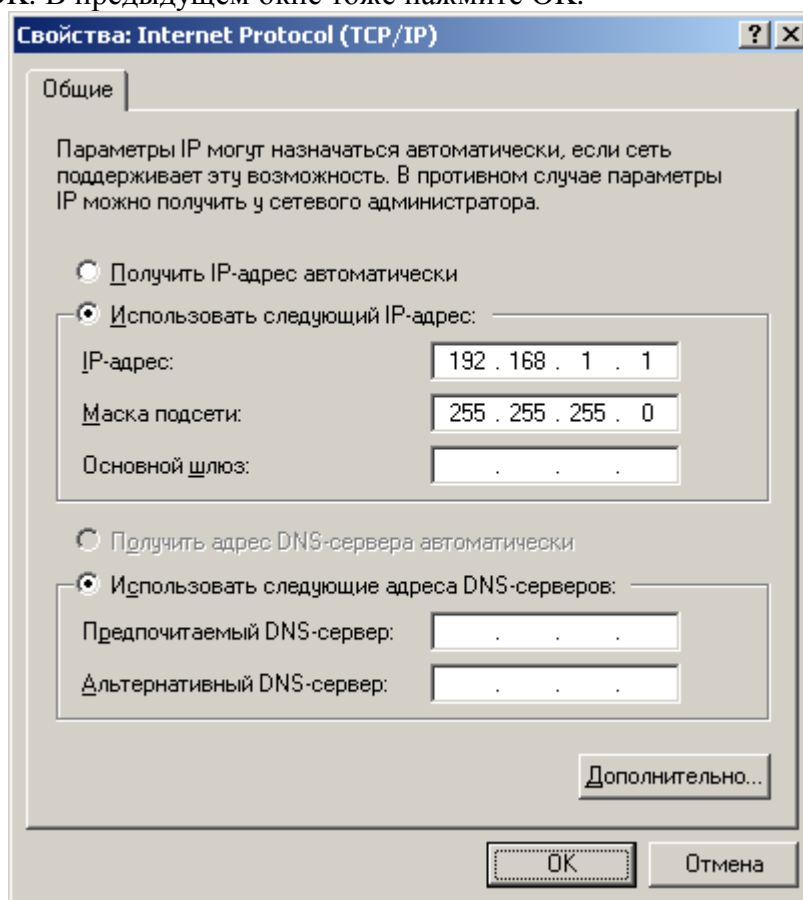 ОК. В предыдущем окне тоже нажмите ОК.
Свойства: Internet Protocol (TCP/IP)
Общие
Параметры IP могут назначаться автоматически, если сеть
поддерживает эту возможность. В противном случае параметры
IP можно получить у сетевого администратора.
Получить IP-адрес автоматически
Использовать следующий IP-адрес:
IP-адрес: 192 . 168 . 1 . 1
Маска подсети: 255 . 255 . 255 . 0
Основной шлюз: . . .
Получить адрес DNS-сервера автоматически
Использовать следующие адреса DNS-серверов:
Предпочитаемый DNS-сервер: . . .
Альтернативный DNS-сервер: . . .
Дополнительно...
ОК Отмена